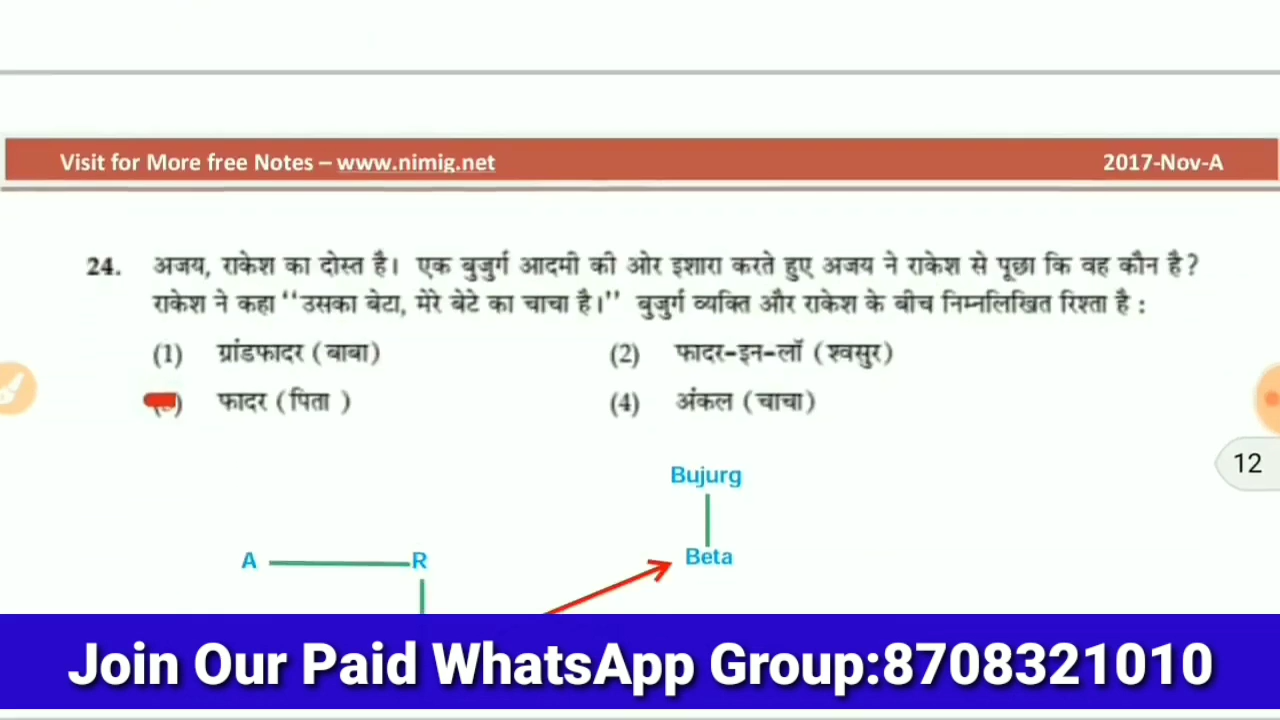 Visit for More free Notes – www.nimig.net 2017-Nov-A
24. अजय, राकेश का दोस्त है। एक बुजुर्ग आदमी की ओर इशारा करते हुए अजय ने राकेश से पूछा कि वह कौन है?
राकेश ने कहा "उसका बेटा, मेरे बेटे का चाचा है।" बुजुर्ग व्यक्ति और राकेश के बीच निम्नलिखित रिश्ता है :
(1) ग्रांडफादर (बाबा) (2) फादर-इन-लॉ (श्वसुर)
फादर (पिता ) (4) अंकल (चाचा)
12
Bujurg
A R Beta
Join Our Paid WhatsApp Group:8708321010